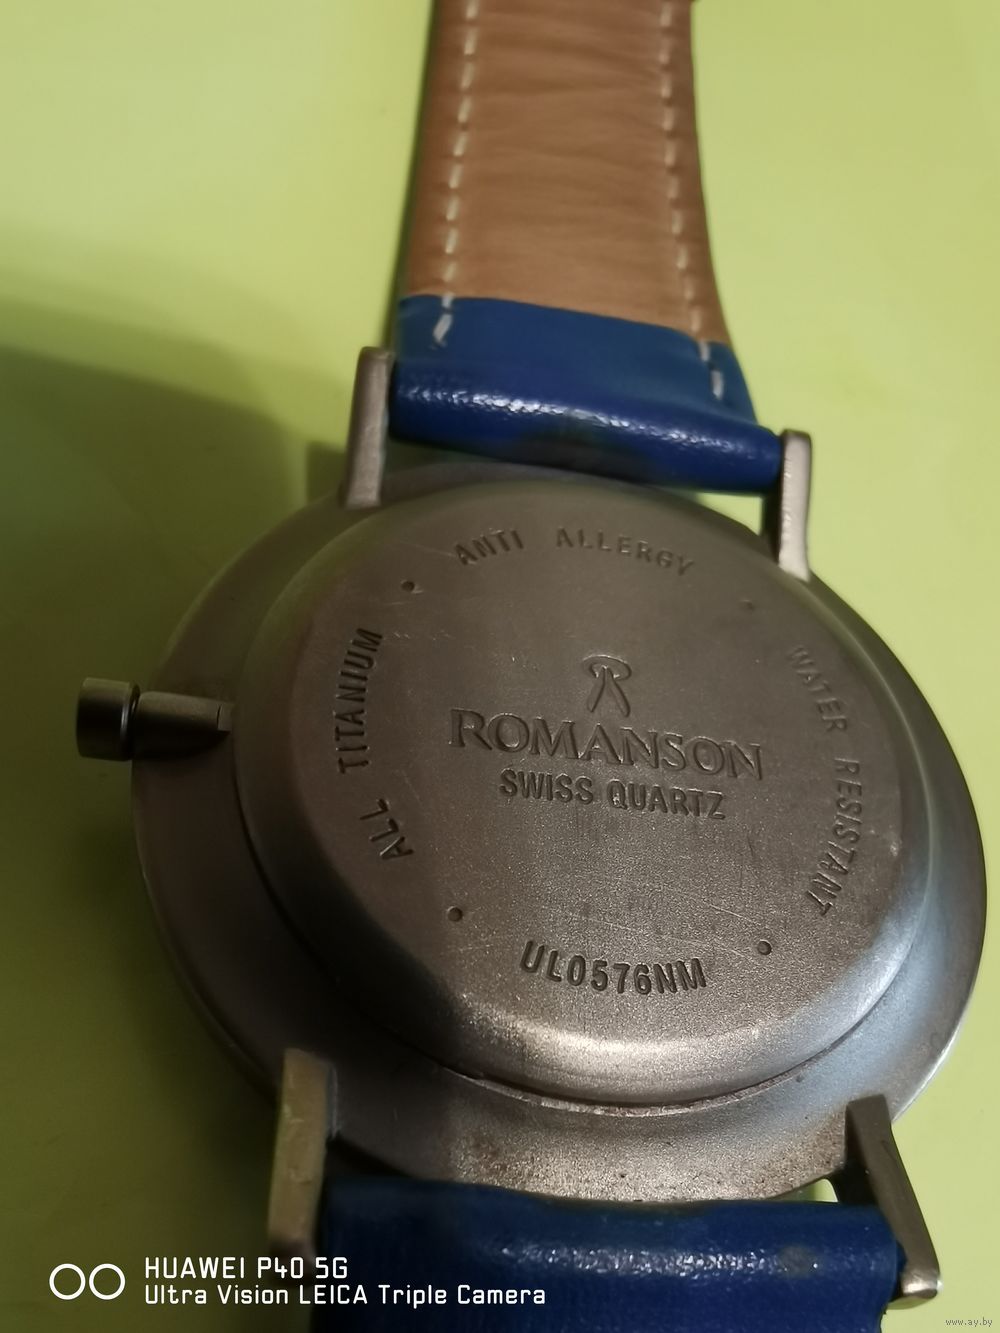 ANTI ALLERGY
WATER RESISTANT
ALL TITANIUM
ROMANSON
SWISS QUARTZ
UL0576NM
HUAWEI P40 5G
Ultra Vision LEICA Triple Camera
www.ay.by